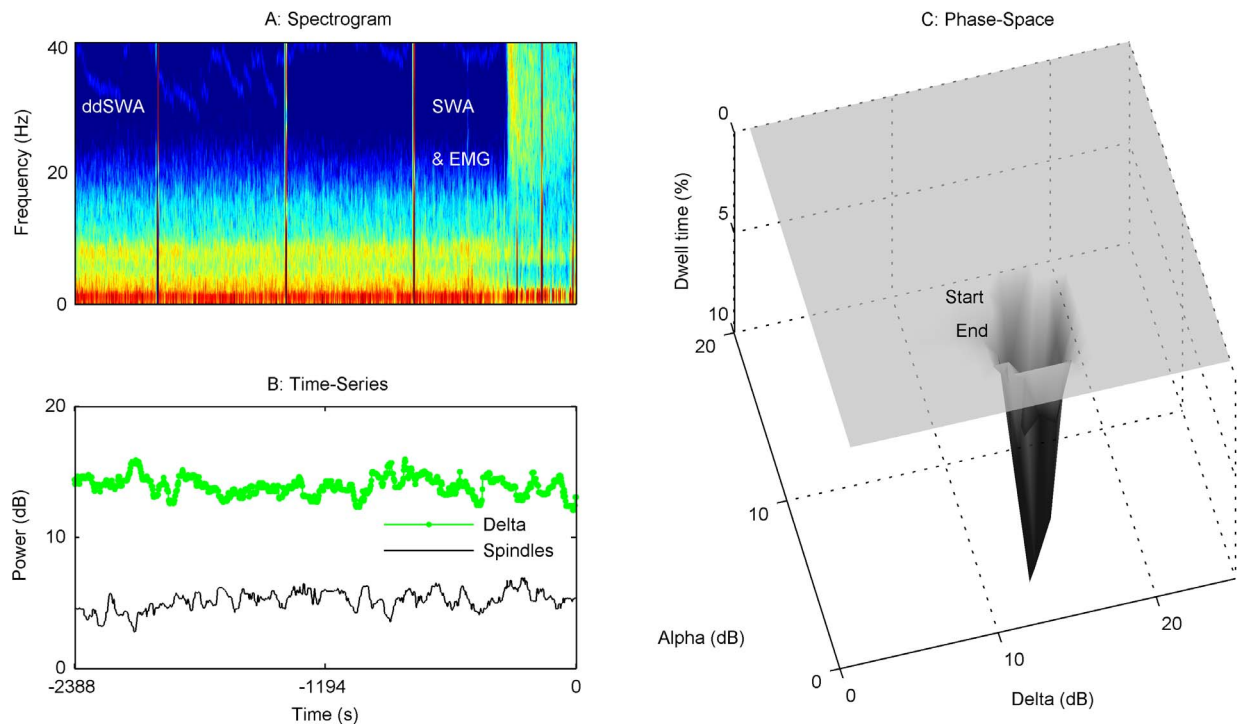 A: Spectrogram
40
20
0
Frequency (Hz)
ddSWA
SWA
& EMG
B: Time-Series
20
10
0
Power (dB)
Delta
Spindles
-2388
-1194
0
Time (s)
C: Phase-Space
0
5
10
Dwell time (%)
20
10
0
Alpha (dB)
Start
End
0
10
20
Delta (dB)